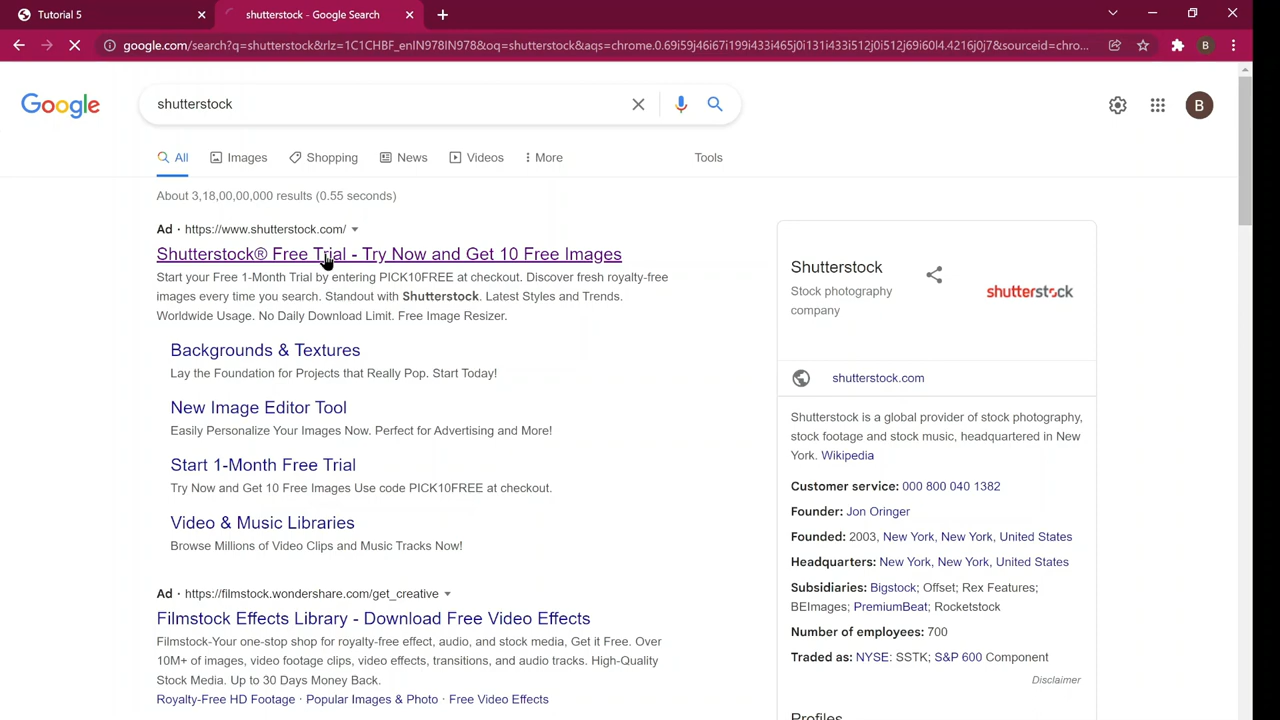 Tutorial 5
shutterstock - Google Search
google.com/search?q=shutterstock&rlz=1C1CHBF_enIN978IN978&oq=shutterstock&aqs=chrome.0.69i59j46i67i199i433i465j0i131i433i512j0i512j69i60l4.4216j0j7&sourceid=chro...
B
Google
shutterstock
B
All
Images
Shopping
News
Videos
More
Tools
About 3,18,00,00,000 results (0.55 seconds)
Ad · https://www.shutterstock.com/
Shutterstock® Free Trial - Try Now and Get 10 Free Images
Start your Free 1-Month Trial by entering PICK10FREE at checkout. Discover fresh royalty-free
images every time you search. Standout with Shutterstock. Latest Styles and Trends.
Worldwide Usage. No Daily Download Limit. Free Image Resizer.
Backgrounds & Textures
Lay the Foundation for Projects that Really Pop. Start Today!
New Image Editor Tool
Easily Personalize Your Images Now. Perfect for Advertising and More!
Start 1-Month Free Trial
Try Now and Get 10 Free Images Use code PICK10FREE at checkout.
Video & Music Libraries
Browse Millions of Video Clips and Music Tracks Now!
Ad · https://filmstock.wondershare.com/get_creative
Filmstock Effects Library - Download Free Video Effects
Filmstock-Your one-stop shop for royalty-free effect, audio, and stock media, Get it Free. Over
10M+ of images, video footage clips, video effects, transitions, and audio tracks. High-Quality
Stock Media. Up to 30 Days Money Back.
Royalty-Free HD Footage · Popular Images & Photo · Free Video Effects
Shutterstock
Stock photography
company
shutterstock
shutterstock.com
Shutterstock is a global provider of stock photography,
stock footage and stock music, headquartered in New
York. Wikipedia
Customer service: 000 800 040 1382
Founder: Jon Oringer
Founded: 2003, New York, New York, United States
Headquarters: New York, New York, United States
Subsidiaries: Bigstock; Offset; Rex Features;
BEImages; PremiumBeat; Rocketstock
Number of employees: 700
Traded as: NYSE: SSTK; S&P 600 Component
Disclaimer
Profiles